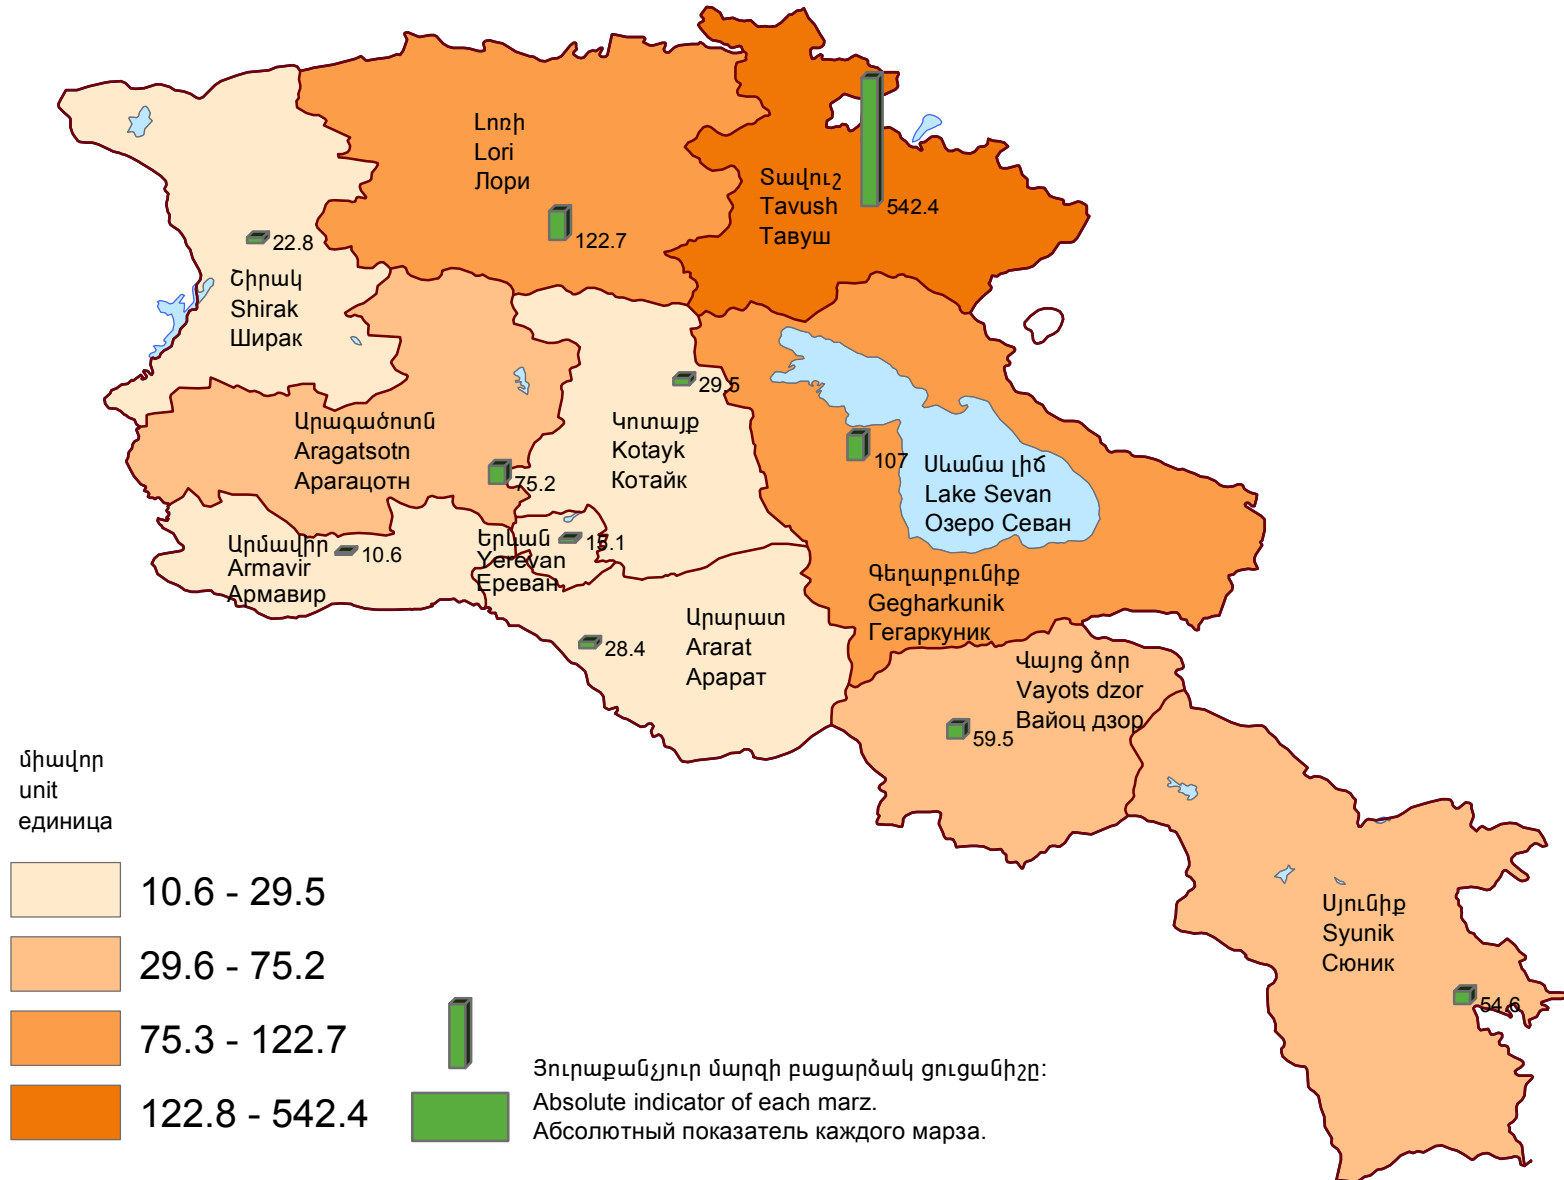 Լոռի
Lori
Лори
122.7
Տավուշ
Tavush
Тавуш
542.4
22.8
Շիրակ
Shirak
Ширак
29.5
Արագածոտն
Aragatsotn
Арагацотн
75.2
Կոտայք
Kotayk
Котайк
107
Սևանա լիճ
Lake Sevan
Озеро Севан
Արմավիր
Armavir
Армавир
10.6
Երևան
Yerevan
Ереван
15.1
Գեղարքունիք
Gegharkunik
Гегаркуник
28.4
Արարատ
Ararat
Арарат
Վայոց ձոր
Vayots dzor
Вайоц дзор
59.5
Սյունիք
Syunik
Сюник
54.6
միավոր
unit
единица
10.6 - 29.5
29.6 - 75.2
75.3 - 122.7
122.8 - 542.4
Յուրաքանչյուր մարզի բացարձակ ցուցանիշը:
Absolute indicator of each marz.
Абсолютный показатель каждого марза.